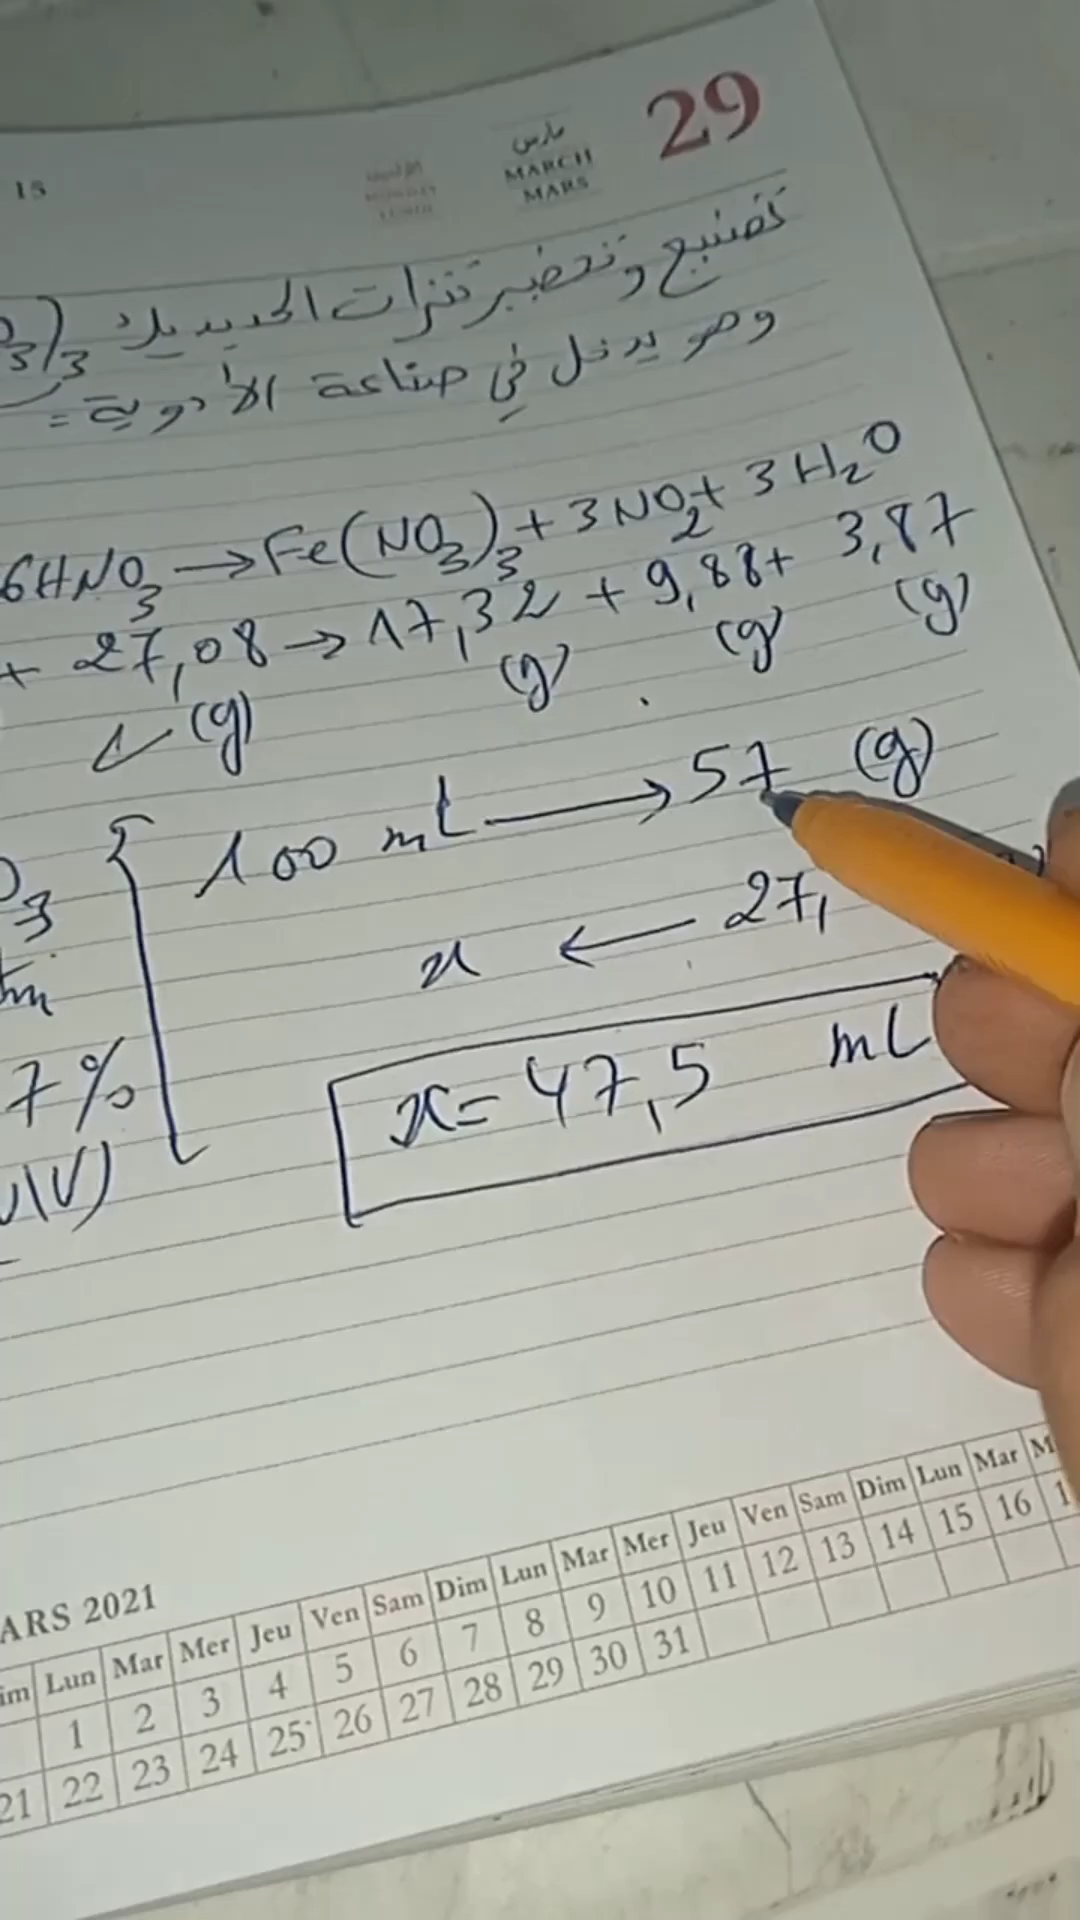 29
مارس
MARCH
MARS
15
تصنيع وتحضير نترات الحديديك
وهو يدخل في صناعة الأدوية =
6HNO3 → Fe(NO3)3 + 3NO2 + 3H2O
+ 27,08 → 17,32 + 9,88 + 3,87
(g) (g) (g) (g)
100 mL → 57 (g)
x ← 27,
x = 47,5 mL
7%
ARS 2021
Lun Mar Mer Jeu Ven Sam Dim Lun Mar Mer Jeu Ven Sam Dim Lun Mar
1 2 3 4 5 6 7 8 9 10 11 12 13 14 15 16
21 22 23 24 25 26 27 28 29 30 31